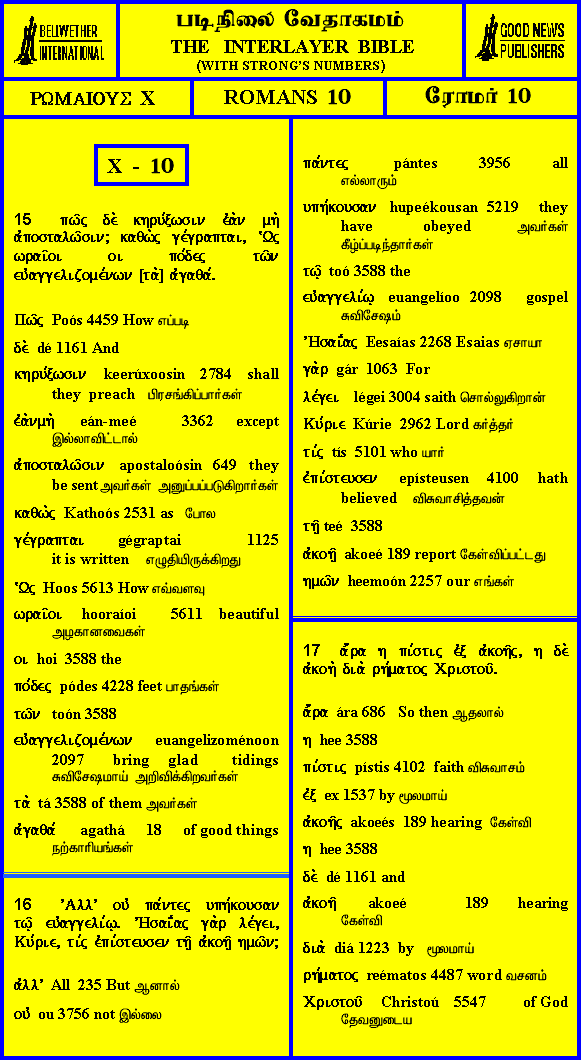 BELIWETHER
INTERNATIONAL
படிநிலை வேதாகமம்
THE INTERLAYER BIBLE
(WITH STRONG'S NUMBERS)
GOOD NEWS
PUBLISHERS
ΡΩΜΑΙΟΥΣ X
ROMANS 10
ரோமர் 10
X - 10
15 πῶς δὲ κηρύξωσιν ἐὰν μὴ
ἀποσταλῶσιν; καθὼς γέγραπται, Ὡς
ωραῖοι οι πόδες τῶν
εὐαγγελιζομένων [τὰ] ἀγαθά.
Πῶς Poós 4459 How எப்படி
δὲ dé 1161 And
κηρύξωσιν keerúxoosin 2784 shall
they preach பிரசங்கிப்பார்கள்
ἐὰνμὴ eán-meé 3362 except
இல்லாவிட்டால்
ἀποσταλῶσιν apostaloósin 649 they
be sent அவர்கள் அனுப்பப்படுகிறார்கள்
καθὼς Kathoós 2531 as போல
γέγραπται gégraptai 1125
it is written எழுதியிருக்கிறது
Ὡς Hoos 5613 How எவ்வளவு
ωραῖοι hooraíoi 5611 beautiful
அழகானவைகள்
οι hoi 3588 the
πόδες pódes 4228 feet பாதங்கள்
τῶν toón 3588
εὐαγγελιζομένων euangelizoménoon
2097 bring glad tidings
சுவிசேஷமாய் அறிவிக்கிறவர்கள்
τὰ tá 3588 of them அவர்கள்
ἀγαθά agathá 18 of good things
நற்காரியங்கள்
16 Ἀλλ' οὐ πάντες υπήκουσαν
τῷ εὐαγγελίῳ. Ἠσαΐας γὰρ λέγει,
Κύριε, τίς ἐπίστευσεν τῇ ἀκοῇ ημῶν;
ἀλλ' All 235 But ஆனால்
οὐ ou 3756 not இல்லை
πάντες pántes 3956 all
எல்லாரும்
υπήκουσαν hupeékousan 5219 they
have obeyed அவர்கள்
கீழ்ப்படிந்தார்கள்
τῷ toó 3588 the
εὐαγγελίῳ euangelíoo 2098 gospel
சுவிசேஷம்
Ἠσαΐας Eesaías 2268 Esaias ஏசாயா
γὰρ gár 1063 For
λέγει légei 3004 saith சொல்லுகிறான்
Κύριε Kúrie 2962 Lord கர்த்தர்
τίς tís 5101 who யார்
ἐπίστευσεν epísteusen 4100 hath
believed விசுவாசித்தவன்
τῇ teé 3588
ἀκοῇ akoeé 189 report கேள்விப்பட்டது
ημῶν heemoón 2257 our எங்கள்
17 ἄρα η πίστις ἐξ ἀκοῆς, η δὲ
ἀκοὴ διὰ ρήματος Χριστοῦ.
ἄρα ára 686 So then ஆதலால்
η hee 3588
πίστις pístis 4102 faith விசுவாசம்
ἐξ ex 1537 by மூலமாய்
ἀκοῆς akoeés 189 hearing கேள்வி
η hee 3588
δὲ dé 1161 and
ἀκοῇ akoeé 189 hearing
கேள்வி
διὰ diá 1223 by மூலமாய்
ρήματος reématos 4487 word வசனம்
Χριστοῦ Christoú 5547 of God
தேவனுடைய